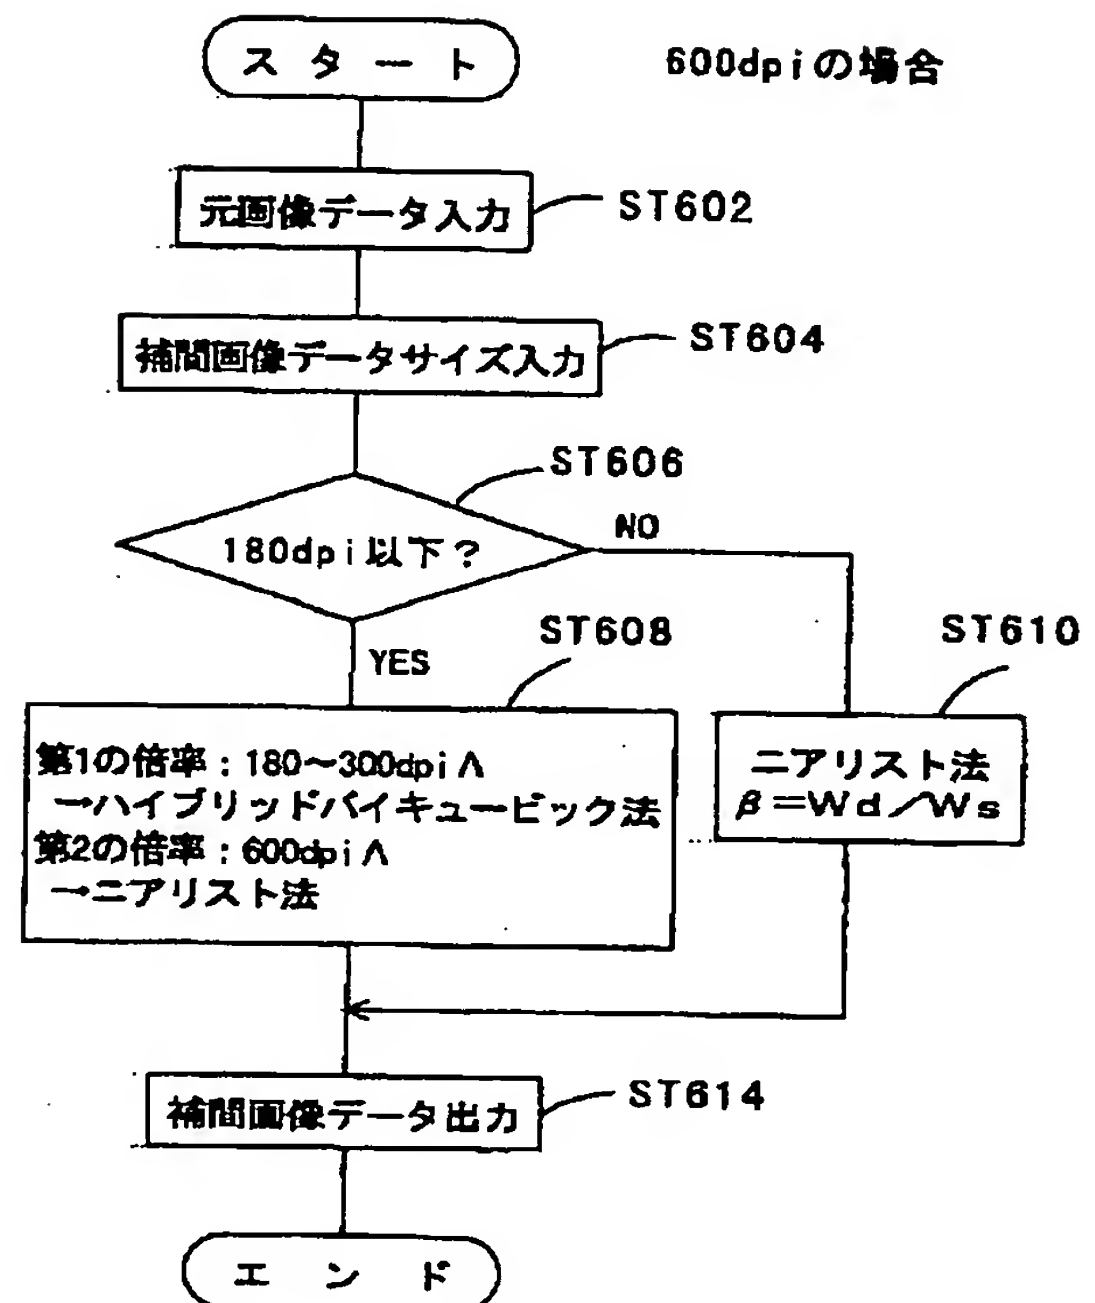 スタート
600dpiの場合
元画像データ入力
ST602
補間画像データサイズ入力
ST604
ST606
180dpi以下?
NO
YES
ST608
ST610
第1の倍率:180~300dpiへ
→ハイブリッドバイキュービック法
第2の倍率:600dpiへ
→ニアリスト法
ニアリスト法
β=Wd/Ws
補間画像データ出力
ST614
エンド